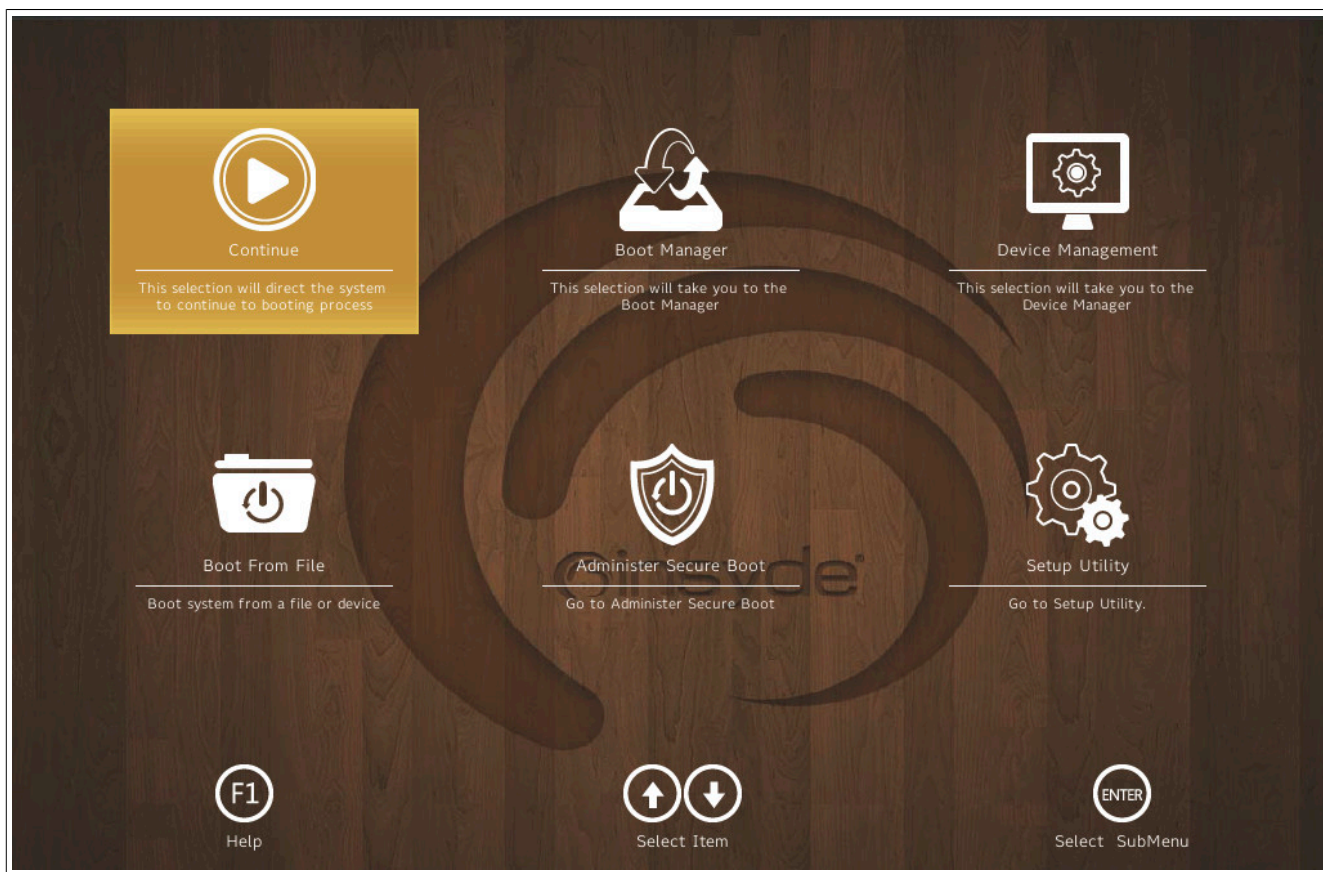 Continue
This selection will direct the system
to continue to booting process
Boot Manager
This selection will take you to the
Boot Manager
Device Management
This selection will take you to the
Device Manager
Boot From File
Boot system from a file or device
Administer Secure Boot
Go to Administer Secure Boot
Setup Utility
Go to Setup Utility.
insyde®
F1
Help
Select Item
ENTER
Select SubMenu